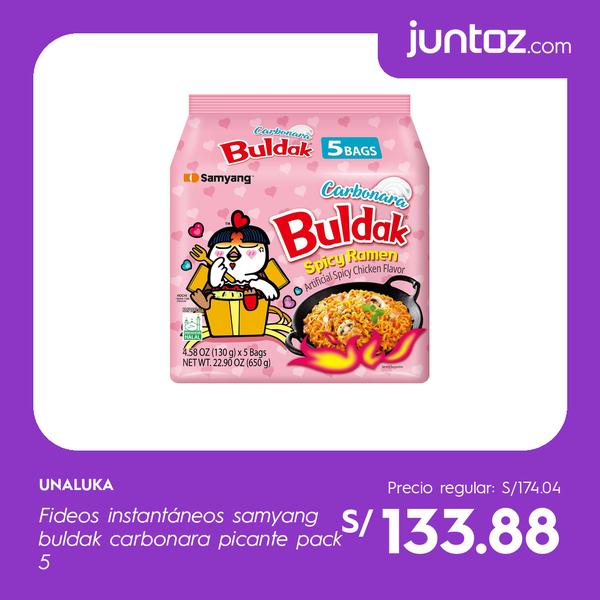 juntoz.com
Carbonara
Buldak
5 BAGS
Samyang
Carbonara
Buldak
Spicy Ramen
Artificial Spicy Chicken Flavor
HALAL
4.58 OZ (130 g) x 5 Bags
NET WT. 22.90 OZ (650 g)
UNALUKA
Precio regular: S/174.04
Fideos instantáneos samyang
buldak carbonara picante pack
5
S/ 133.88